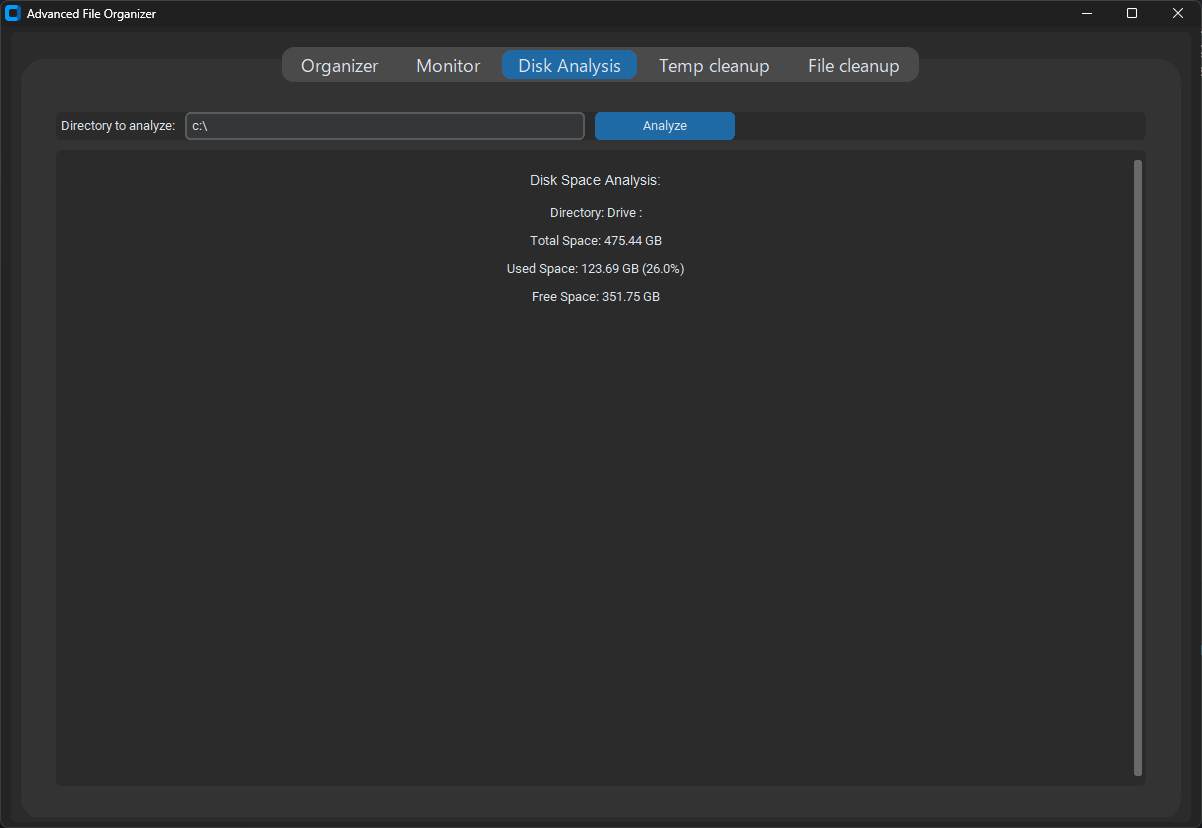 Advanced File Organizer
Organizer Monitor Disk Analysis Temp cleanup File cleanup
Directory to analyze: c:\ Analyze
Disk Space Analysis:
Directory: Drive :
Total Space: 475.44 GB
Used Space: 123.69 GB (26.0%)
Free Space: 351.75 GB